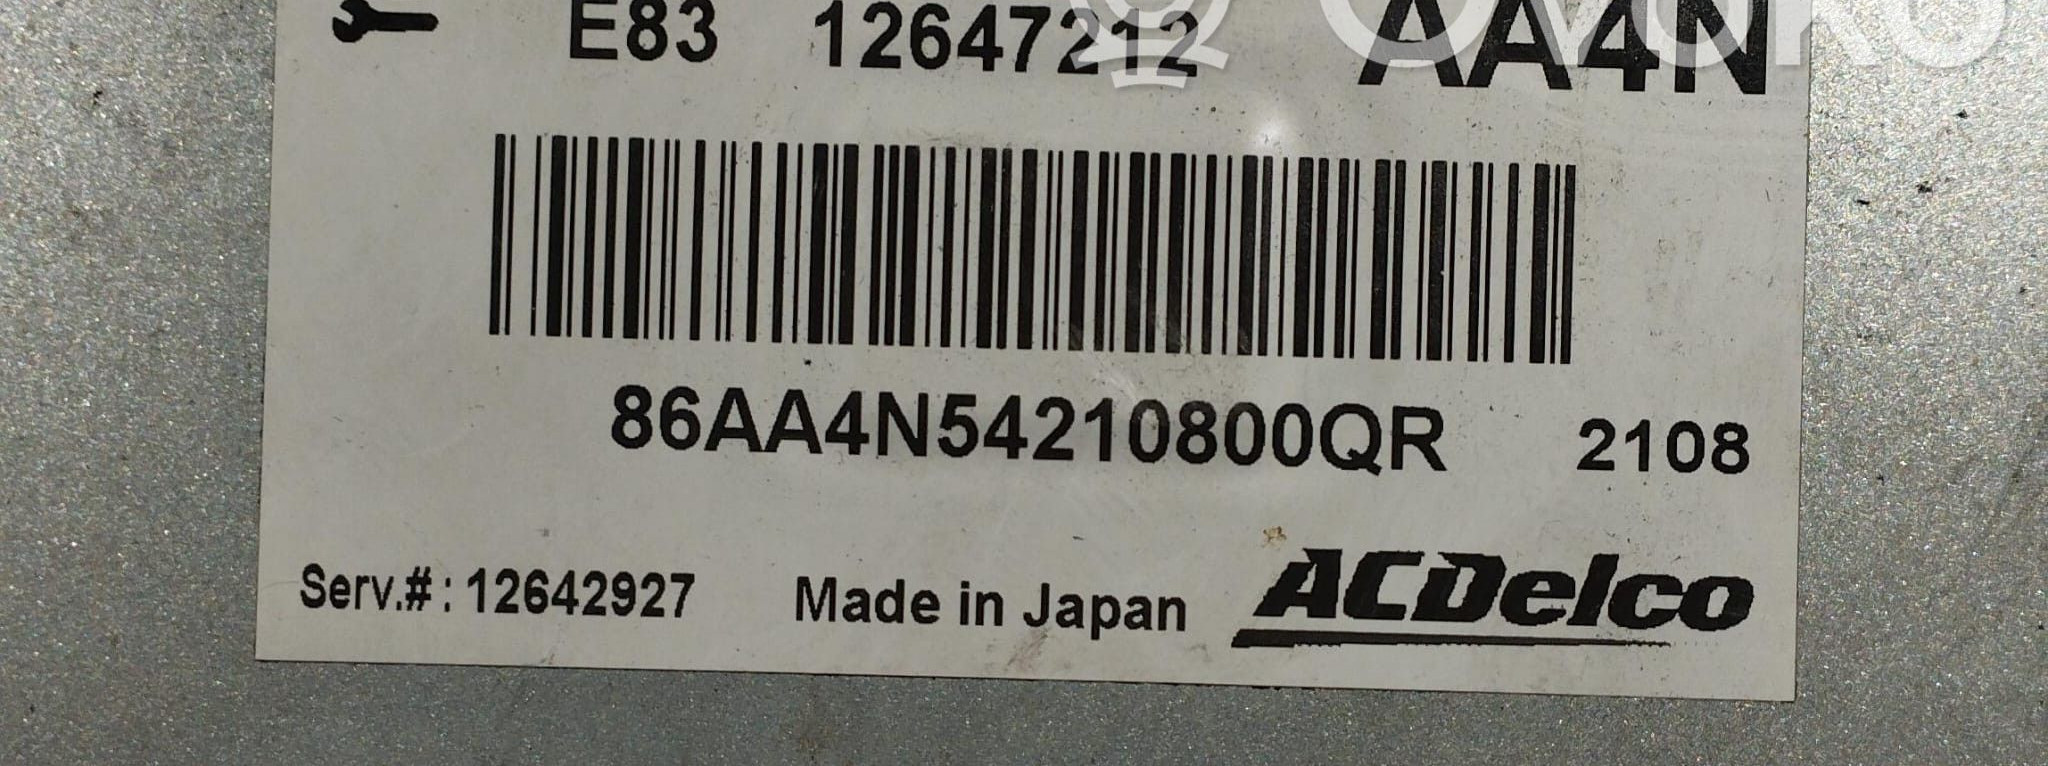 E83 12647212 AA4N
86AA4N54210800QR 2108
Serv.#: 12642927 Made in Japan ACDelco